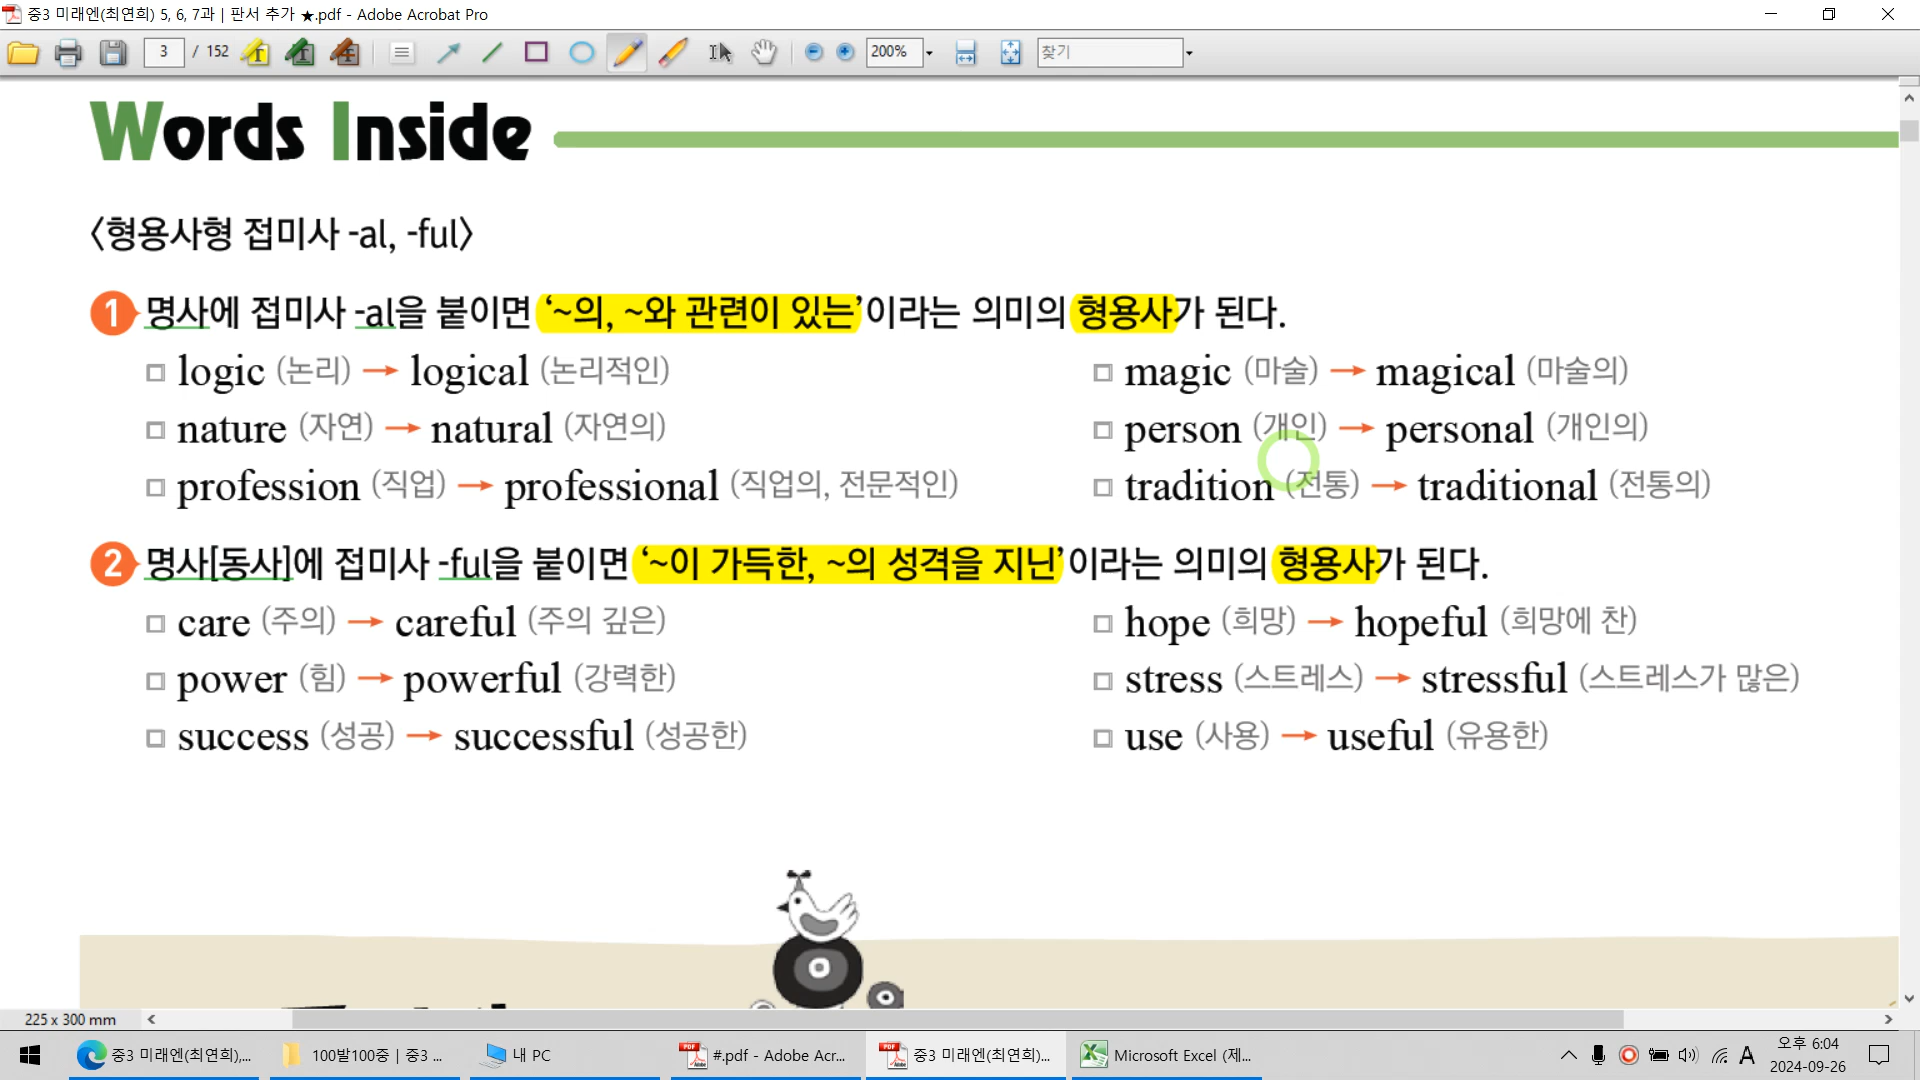 중3 미래엔(최연희) 5, 6, 7과 | 판서 추가 ★.pdf - Adobe Acrobat Pro
3 / 152 200% 찾기
Words Inside
〈형용사형 접미사 -al, -ful〉
1 명사에 접미사 -al을 붙이면 ‘~의, ~와 관련이 있는’이라는 의미의 형용사가 된다.
□ logic (논리) → logical (논리적인) □ magic (마술) → magical (마술의)
□ nature (자연) → natural (자연의) □ person (개인) → personal (개인의)
□ profession (직업) → professional (직업의, 전문적인) □ tradition (전통) → traditional (전통의)
2 명사[동사]에 접미사 -ful을 붙이면 ‘~이 가득한, ~의 성격을 지닌’이라는 의미의 형용사가 된다.
□ care (주의) → careful (주의 깊은) □ hope (희망) → hopeful (희망에 찬)
□ power (힘) → powerful (강력한) □ stress (스트레스) → stressful (스트레스가 많은)
□ success (성공) → successful (성공한) □ use (사용) → useful (유용한)
225 x 300 mm
중3 미래엔(최연희),... 100발100중 | 중3 ... 내 PC #.pdf - Adobe Acr... 중3 미래엔(최연희)... Microsoft Excel (제... A 오후 6:04
2024-09-26